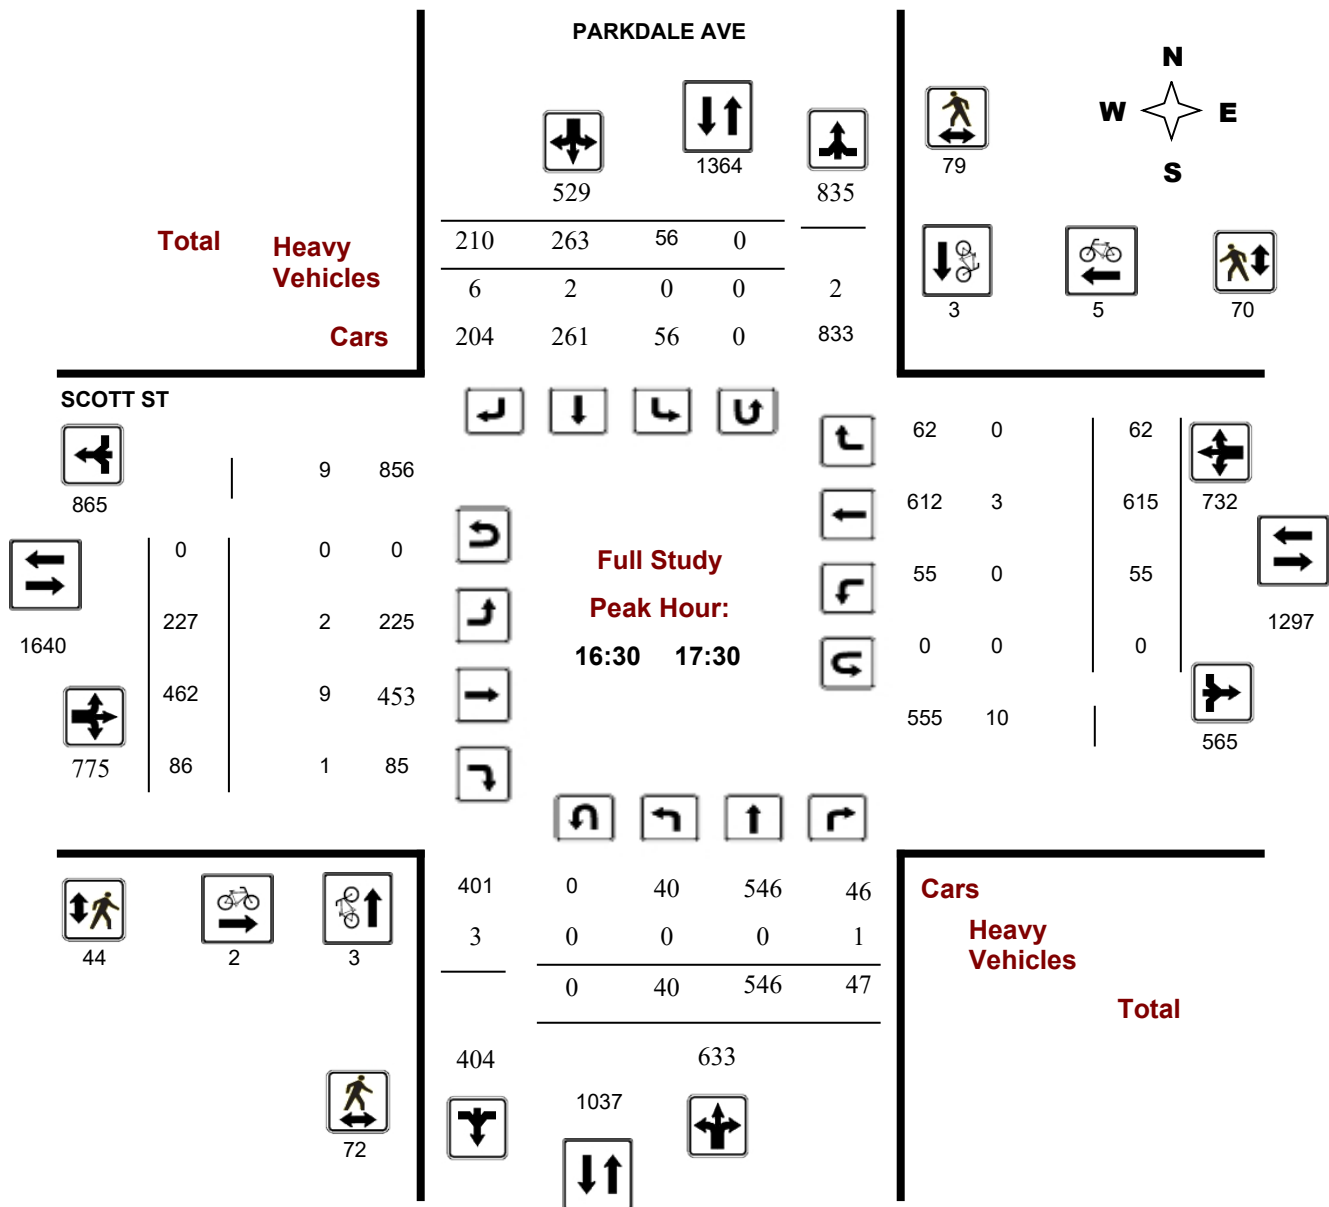 PARKDALE AVE
N
W E
S
529
1364
835
79
Total
Heavy
Vehicles
Cars
210 263 56 0
6 2 0 0 2
204 261 56 0 833
3 5 70
SCOTT ST
865
9 856
0 0 0
227 2 225
462 9 453
86 1 85
1640
775
Full Study
Peak Hour:
16:30 17:30
62 0 62
612 3 615
55 0 55
0 0 0
555 10
732
1297
565
401 0 40 546 46
3 0 0 0 1
0 40 546 47
404 633
1037
44 2 3
72
Cars
Heavy
Vehicles
Total